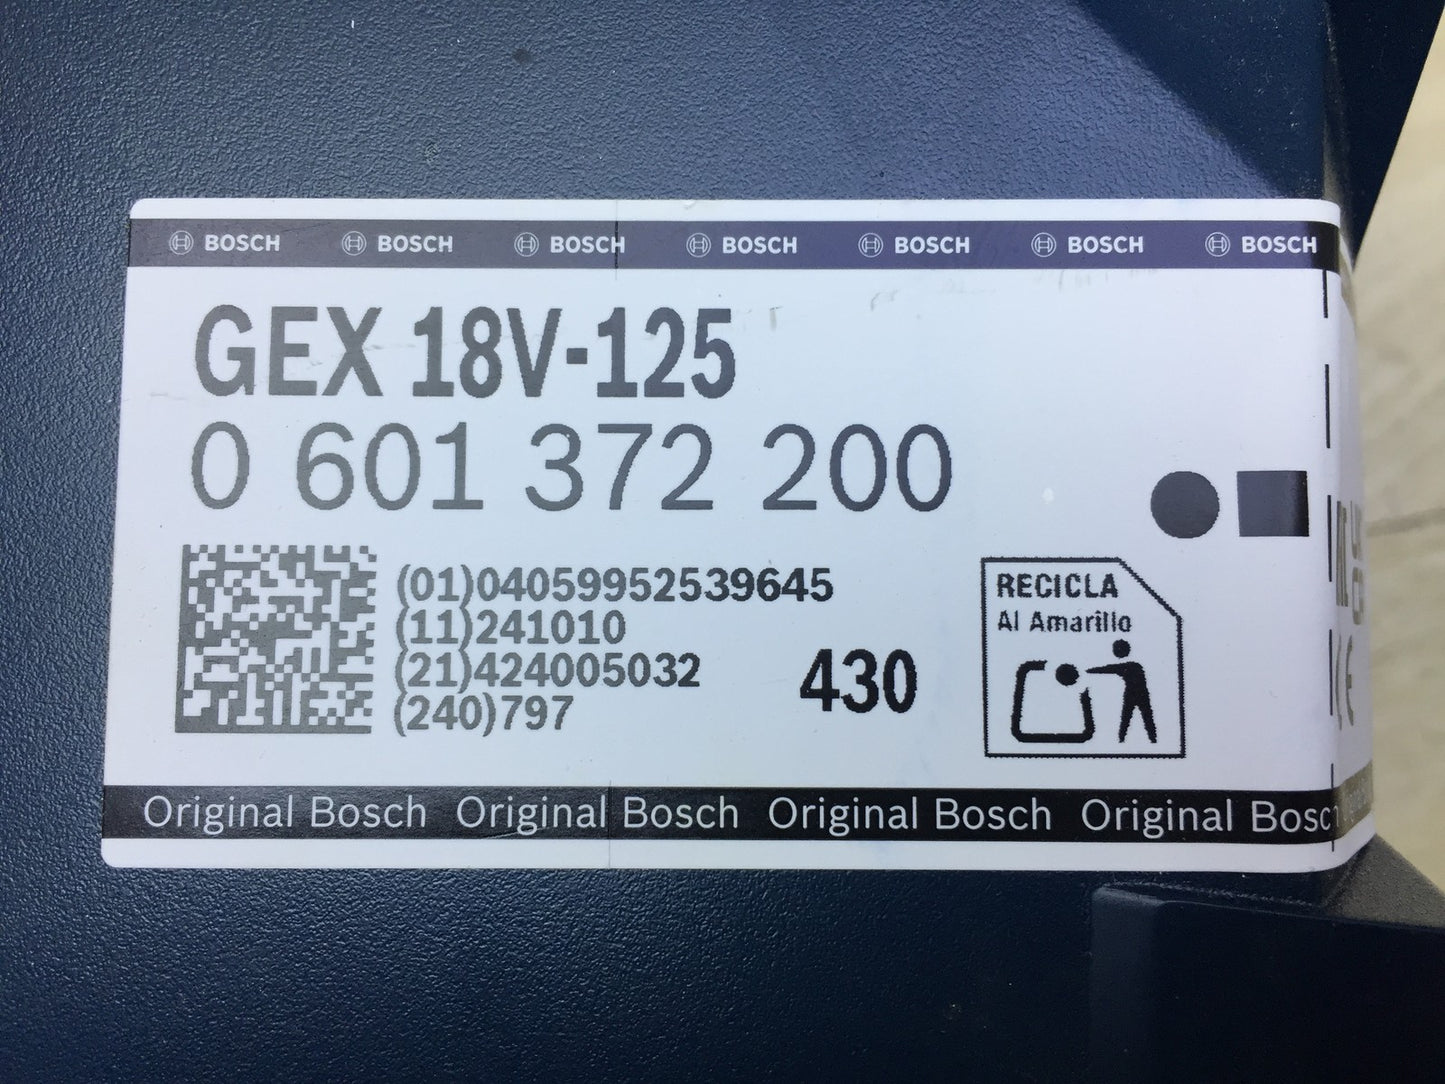 BOSCH BOSCH BOSCH BOSCH BOSCH BOSCH BOSCH
GEX 18V-125
0 601 372 200
(01)04059952539645
(11)241010
(21)424005032
(240)797
430
RECICLA
Al Amarillo
Original Bosch Original Bosch Original Bosch Original Bosch